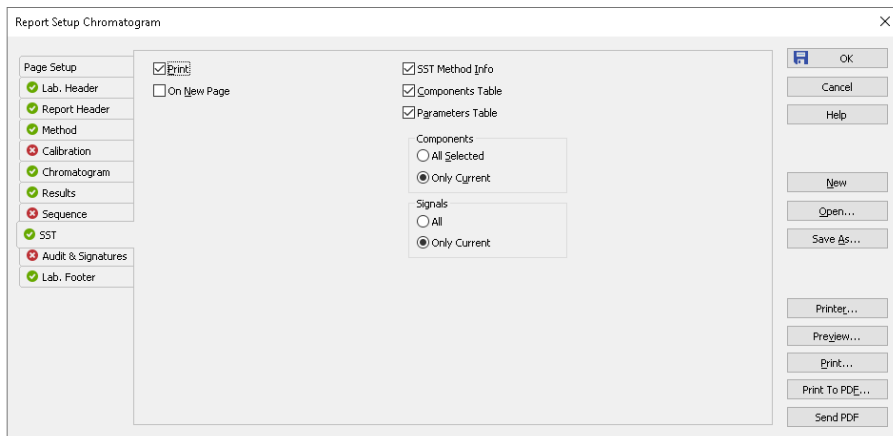 Report Setup Chromatogram
Page Setup
Lab. Header
Report Header
Method
Calibration
Chromatogram
Results
Sequence
SST
Audit & Signatures
Lab. Footer
Print
On New Page
SST Method Info
Components Table
Parameters Table
Components
All Selected
Only Current
Signals
All
Only Current
OK
Cancel
Help
New
Open...
Save As...
Printer...
Preview...
Print...
Print To PDF...
Send PDF